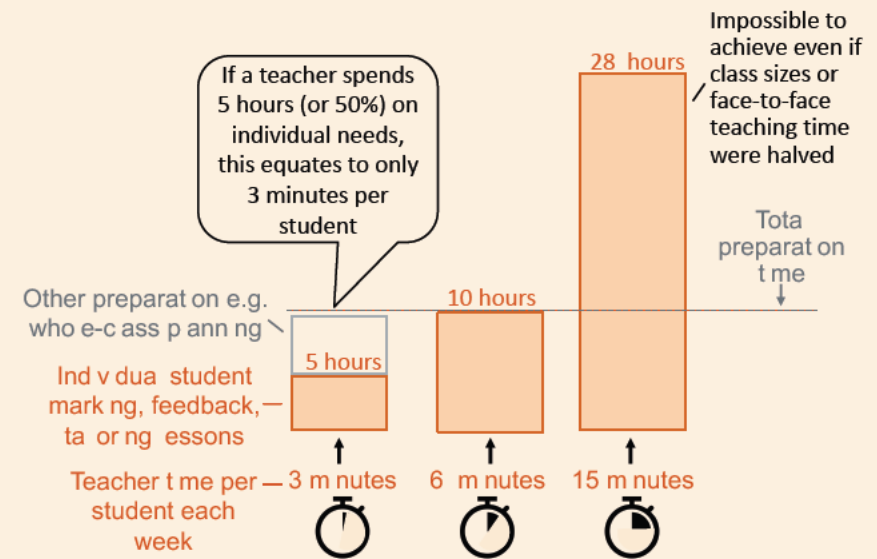 Impossible to
achieve even if
class sizes or
face-to-face
teaching time
were halved
28 hours
If a teacher spends
5 hours (or 50%) on
individual needs,
this equates to only
3 minutes per
student
Tota
preparat on
t me
Other preparat on e.g.
who e-c ass p ann ng
10 hours
5 hours
Ind v dua student
mark ng, feedback,
ta or ng essons
Teacher t me per
student each
week
3 m nutes
6 m nutes
15 m nutes